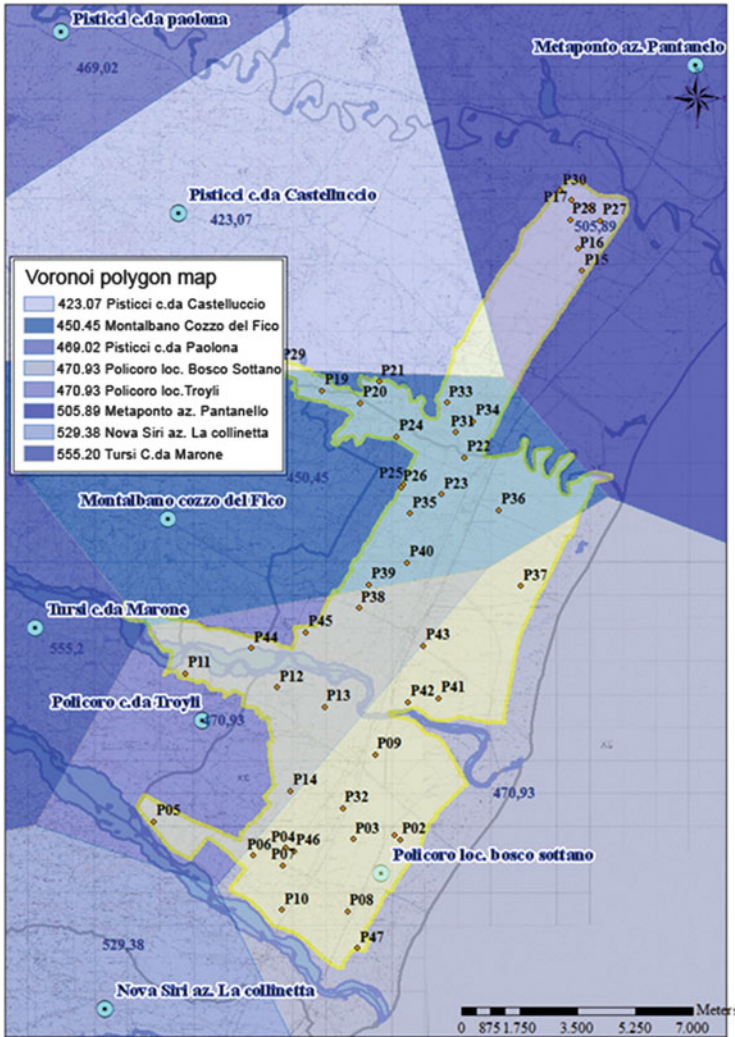 Pisticci c.da paolona
469,02
Metaponto az. Pantanelo
Pisticci c.da Castelluccio
423,07
P30
P17
P28
P27
505,89
P16
P15
Voronoi polygon map
423.07 Pisticci c.da Castelluccio
450.45 Montalbano Cozzo del Fico
469.02 Pisticci c.da Paolona
470.93 Policoro loc. Bosco Sottano
470.93 Policoro loc.Troyli
505.89 Metaponto az. Pantanello
529.38 Nova Siri az. La collinetta
555.20 Tursi C.da Marone
P29
P19
P21
P20
P33
P34
P31
P24
P22
450,45
P25
P26
P23
P35
P36
Montalbano cozzo del Fico
P40
P39
P37
P38
Tursi c.da Marone
555,2
P45
P44
P43
P11
P12
P13
P42
P41
Policoro c.da Troyli
470,93
P09
P14
470,93
P05
P32
P04
P46
P03
P02
P06
P07
Policoro loc. bosco sottano
P10
P08
P47
529,38
Nova Siri az. La collinetta
Meters
0 875 1.750 3.500 5.250 7.000